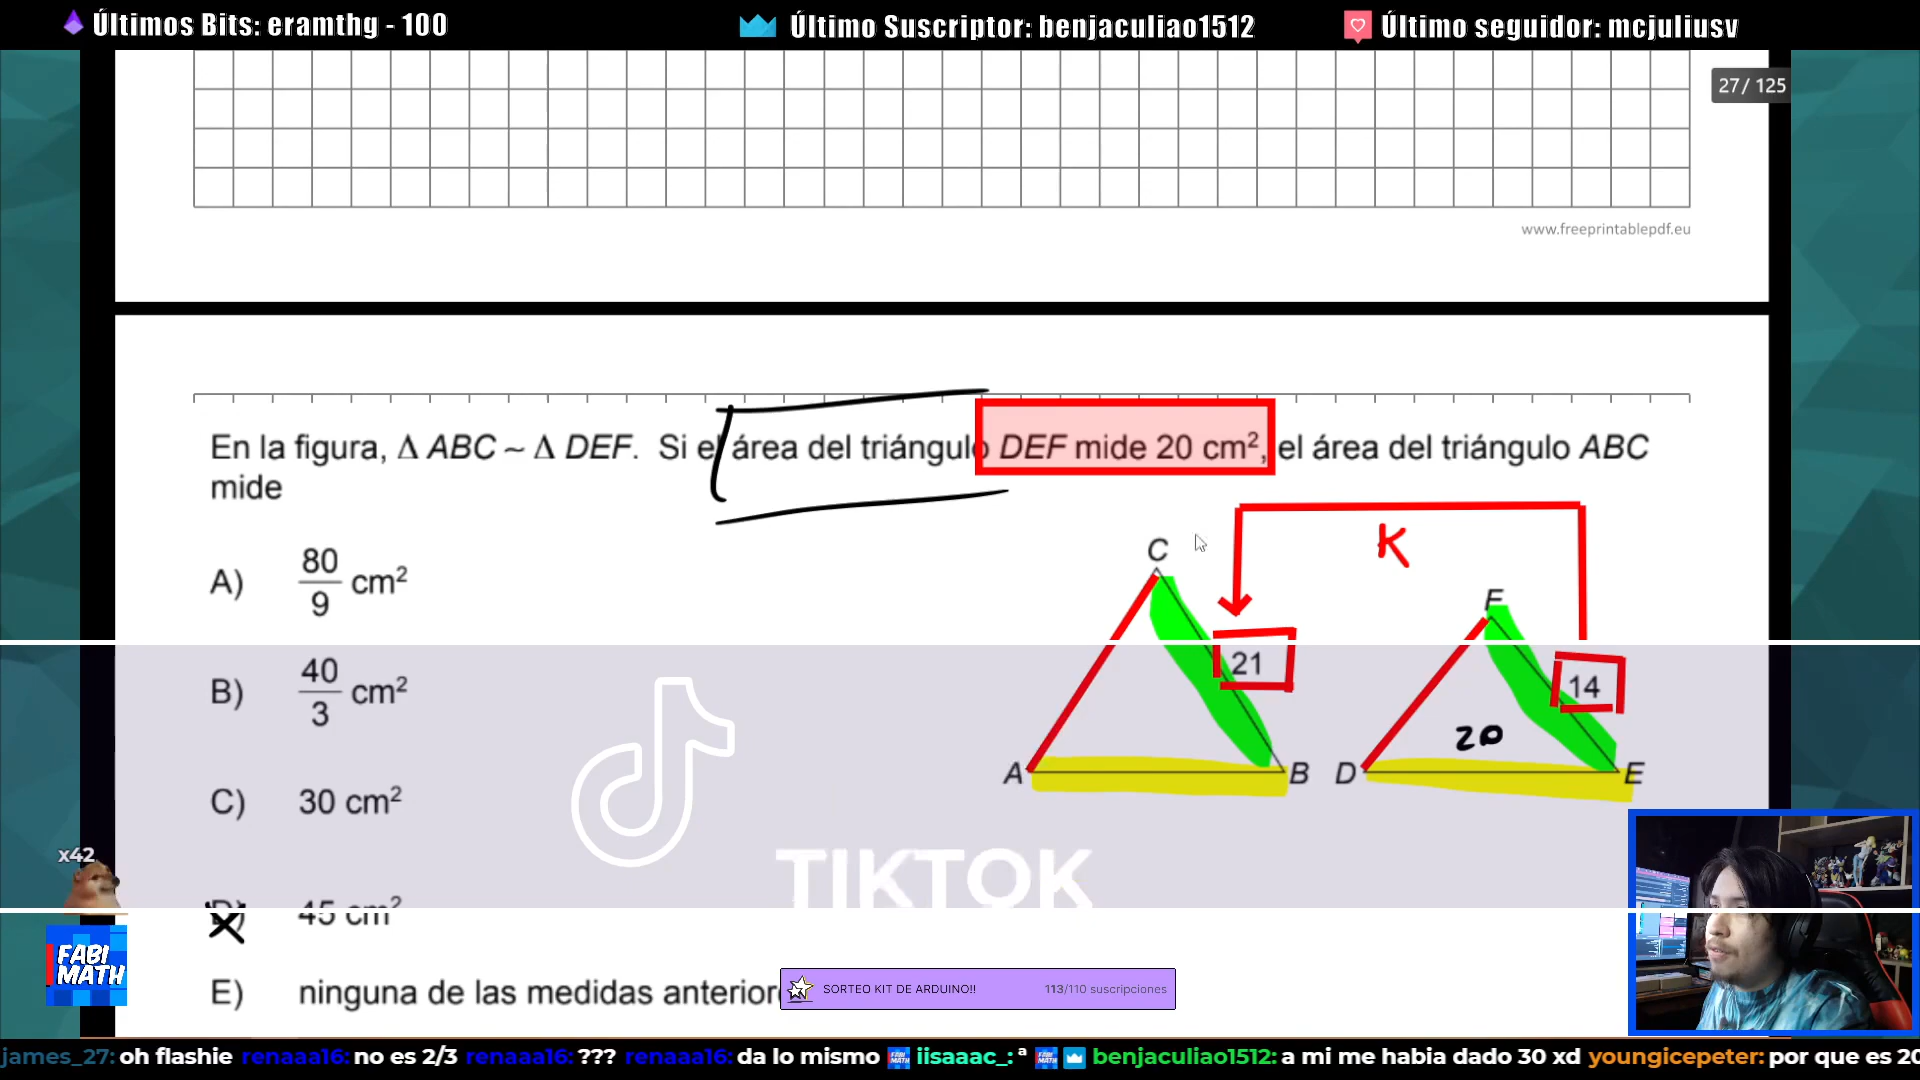 Últimos Bits: eramthg - 100
Último Suscriptor: benjaculiao1512
Último seguidor: mcjuliusv
27/ 125
www.freeprintablepdf.eu
En la figura, Δ ABC ~ Δ DEF. Si el área del triángulo DEF mide 20 cm², el área del triángulo ABC
mide
A) 80/9 cm²
B) 40/3 cm²
C) 30 cm²
D) 45 cm²
E) ninguna de las medidas anterior
K
C
F
21
14
20
A
B
D
E
TIKTOK
x42
FABI
MATH
SORTEO KIT DE ARDUINO!! 113/110 suscripciones
james_27: oh flashie renaaa16: no es 2/3 renaaa16: ??? renaaa16: da lo mismo iisaaac_: ª benjaculiao1512: a mi me habia dado 30 xd youngicepeter: por que es 20